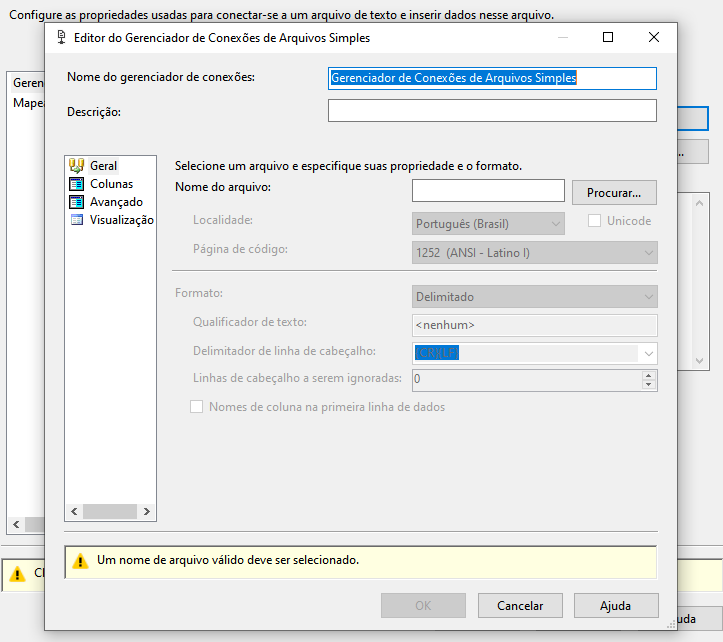 Configure as propriedades usadas para conectar-se a um arquivo de texto e inserir dados nesse arquivo.
Editor do Gerenciador de Conexões de Arquivos Simples
Nome do gerenciador de conexões:
Gerenciador de Conexões de Arquivos Simples
Descrição:
Geral
Colunas
Avançado
Visualização
Selecione um arquivo e especifique suas propriedade e o formato.
Nome do arquivo:
Procurar...
Localidade:
Português (Brasil)
Unicode
Página de código:
1252 (ANSI - Latino I)
Formato:
Delimitado
Qualificador de texto:
<nenhum>
Delimitador de linha de cabeçalho:
{CR}{LF}
Linhas de cabeçalho a serem ignoradas:
0
Nomes de coluna na primeira linha de dados
Um nome de arquivo válido deve ser selecionado.
OK
Cancelar
Ajuda